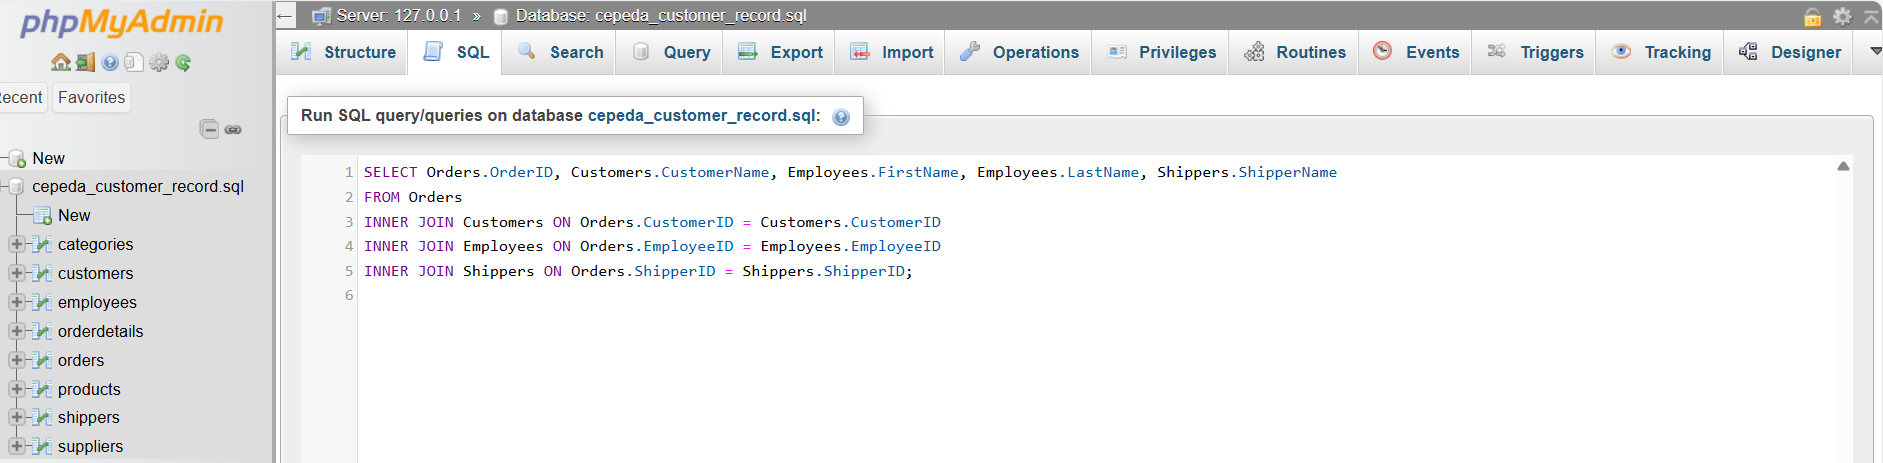 phpMyAdmin
Recent Favorites
New
cepeda_customer_record.sql
New
categories
customers
employees
orderdetails
orders
products
shippers
suppliers
Server: 127.0.0.1 » Database: cepeda_customer_record.sql
Structure SQL Search Query Export Import Operations Privileges Routines Events Triggers Tracking Designer
Run SQL query/queries on database cepeda_customer_record.sql:
1 SELECT Orders.OrderID, Customers.CustomerName, Employees.FirstName, Employees.LastName, Shippers.ShipperName
2 FROM Orders
3 INNER JOIN Customers ON Orders.CustomerID = Customers.CustomerID
4 INNER JOIN Employees ON Orders.EmployeeID = Employees.EmployeeID
5 INNER JOIN Shippers ON Orders.ShipperID = Shippers.ShipperID;
6